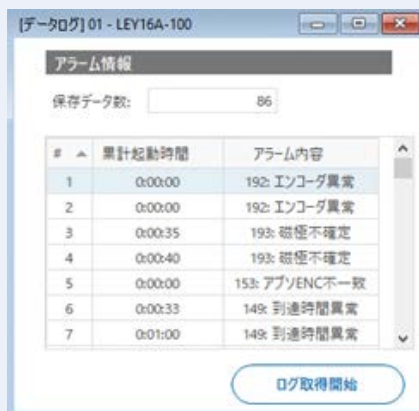 [データログ] 01 - LEY16A-100
アラーム情報
保存データ数: 86
# 累計起動時間 アラーム内容
1 0:00:00 192: エンコーダ異常
2 0:00:00 192: エンコーダ異常
3 0:00:35 193: 磁極不確定
4 0:00:40 193: 磁極不確定
5 0:00:00 153: アブソENC不一致
6 0:00:33 149: 到達時間異常
7 0:01:00 149: 到達時間異常
ログ取得開始